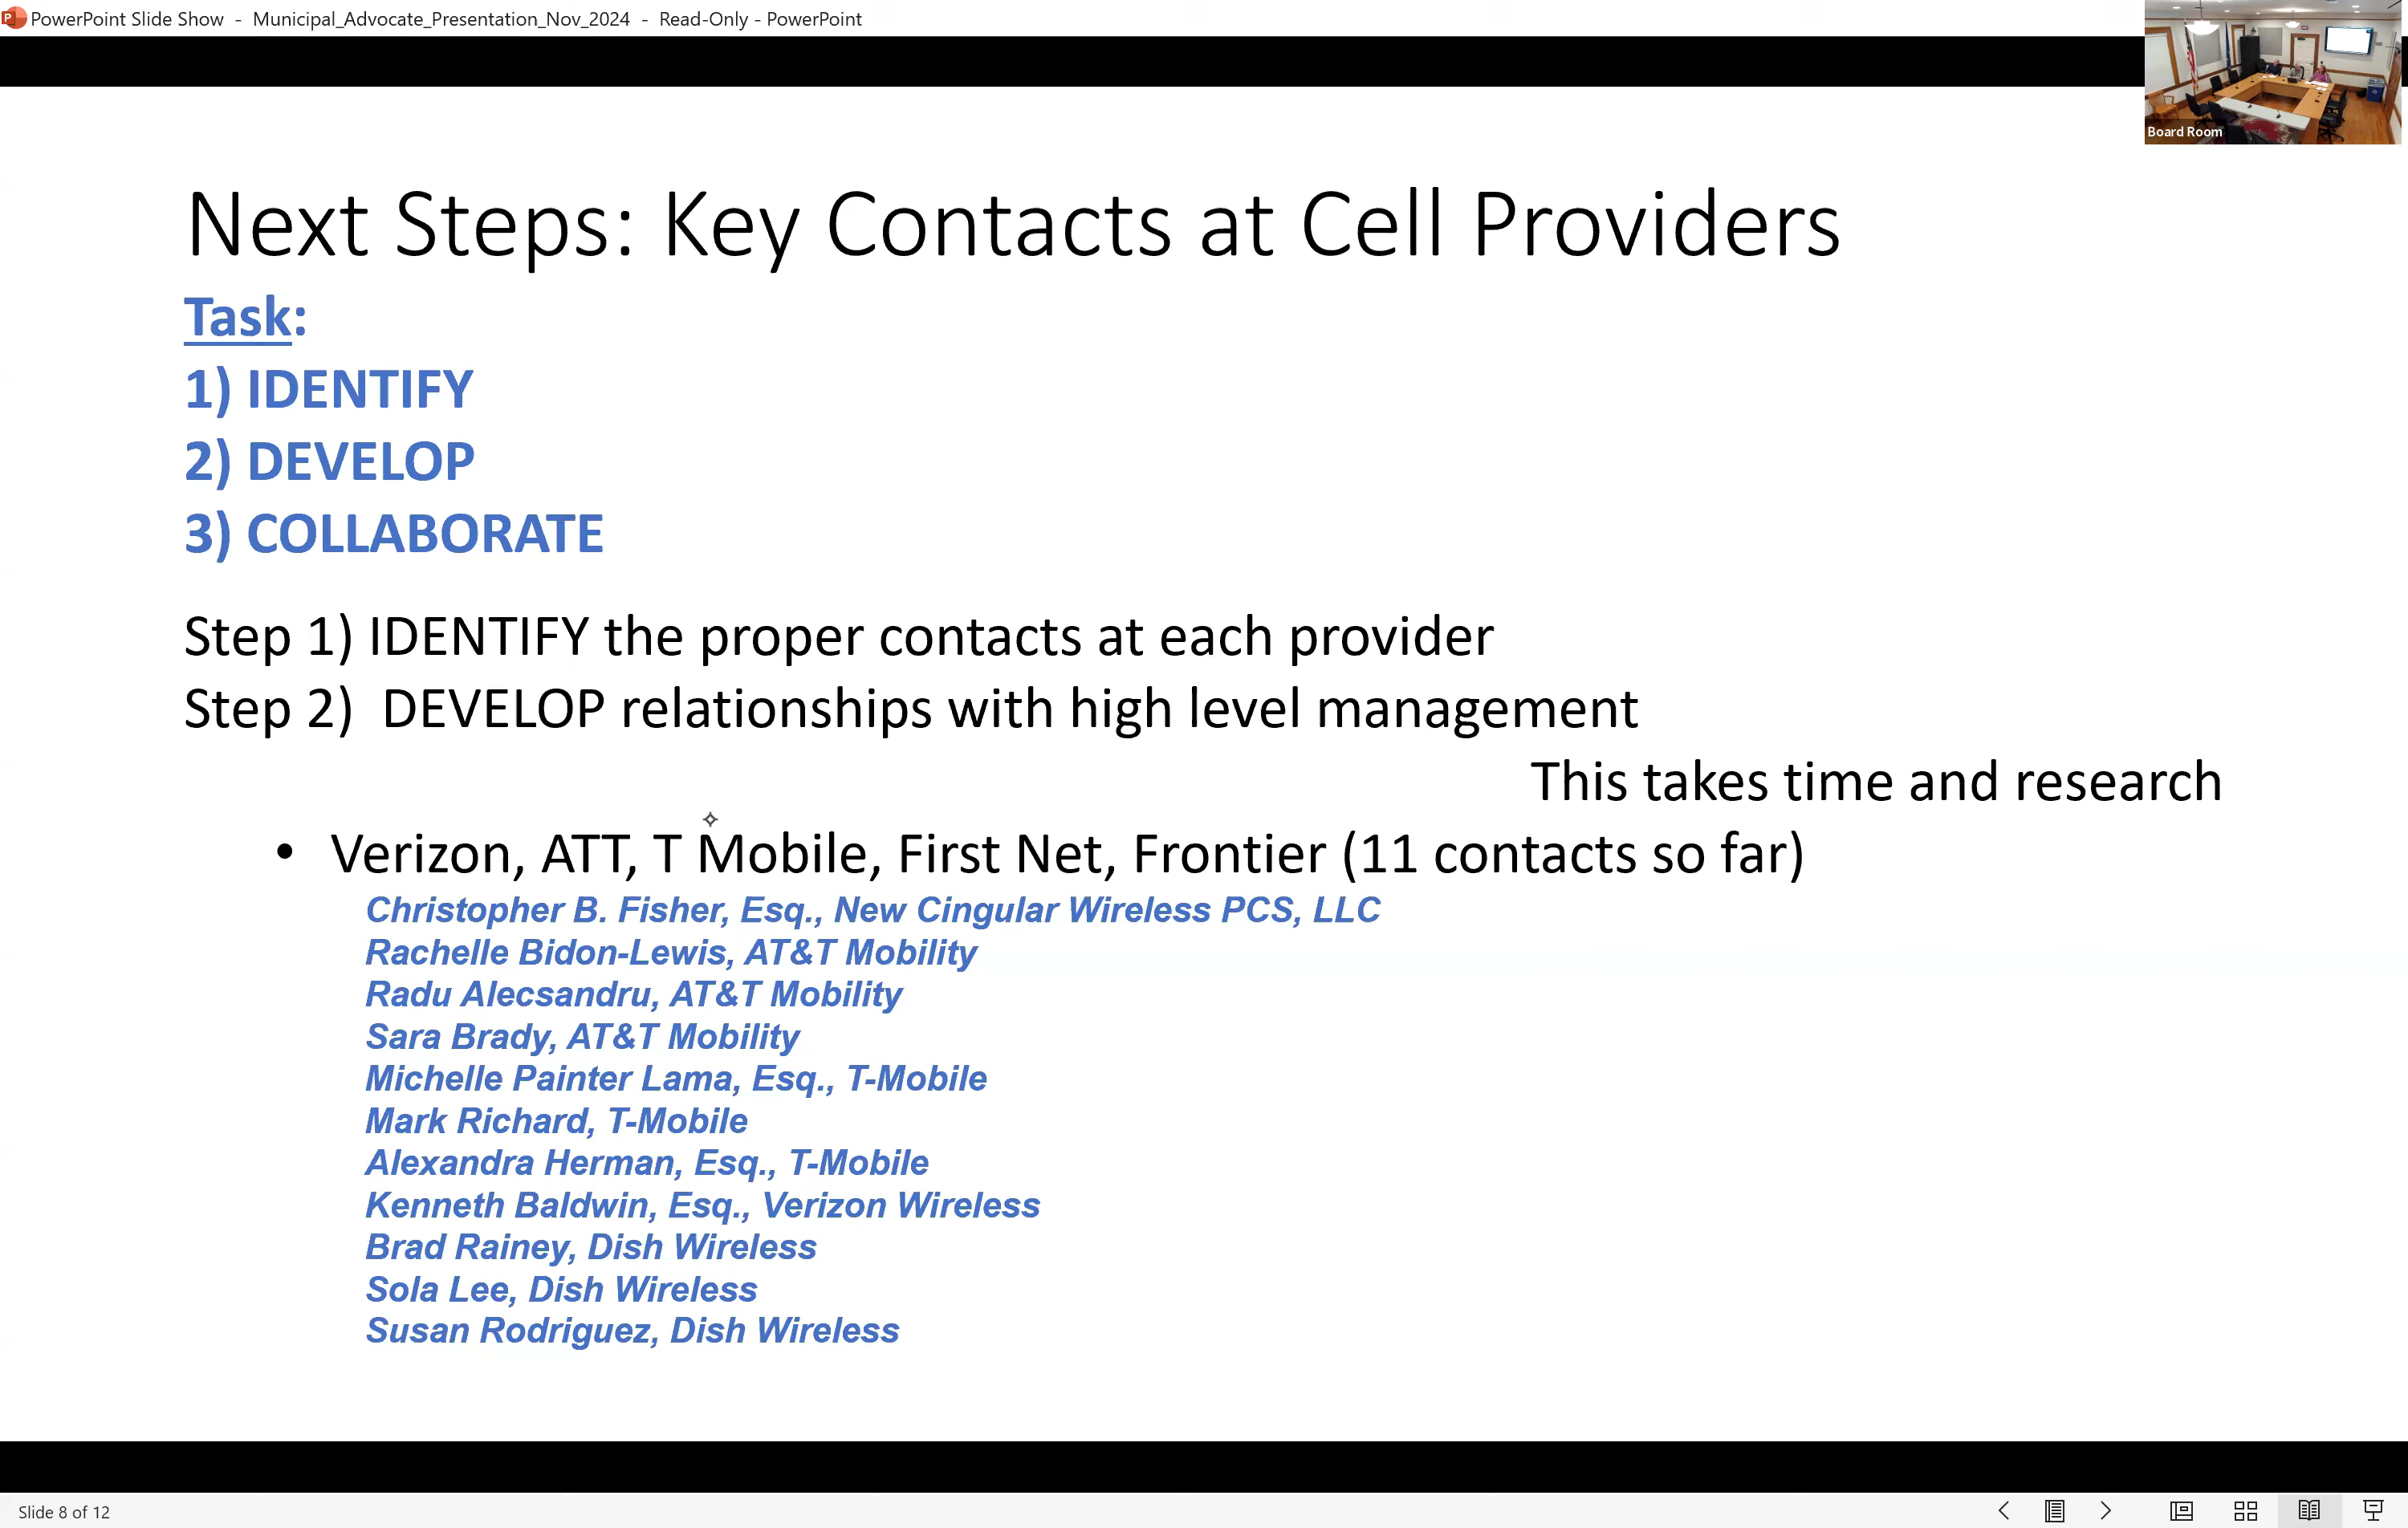 PowerPoint Slide Show - Municipal_Advocate_Presentation_Nov_2024 - Read-Only - PowerPoint
Board Room
Next Steps: Key Contacts at Cell Providers
Task:
1) IDENTIFY
2) DEVELOP
3) COLLABORATE
Step 1) IDENTIFY the proper contacts at each provider
Step 2) DEVELOP relationships with high level management
This takes time and research
• Verizon, ATT, T Mobile, First Net, Frontier (11 contacts so far)
Christopher B. Fisher, Esq., New Cingular Wireless PCS, LLC
Rachelle Bidon-Lewis, AT&T Mobility
Radu Alecsandru, AT&T Mobility
Sara Brady, AT&T Mobility
Michelle Painter Lama, Esq., T-Mobile
Mark Richard, T-Mobile
Alexandra Herman, Esq., T-Mobile
Kenneth Baldwin, Esq., Verizon Wireless
Brad Rainey, Dish Wireless
Sola Lee, Dish Wireless
Susan Rodriguez, Dish Wireless
Slide 8 of 12